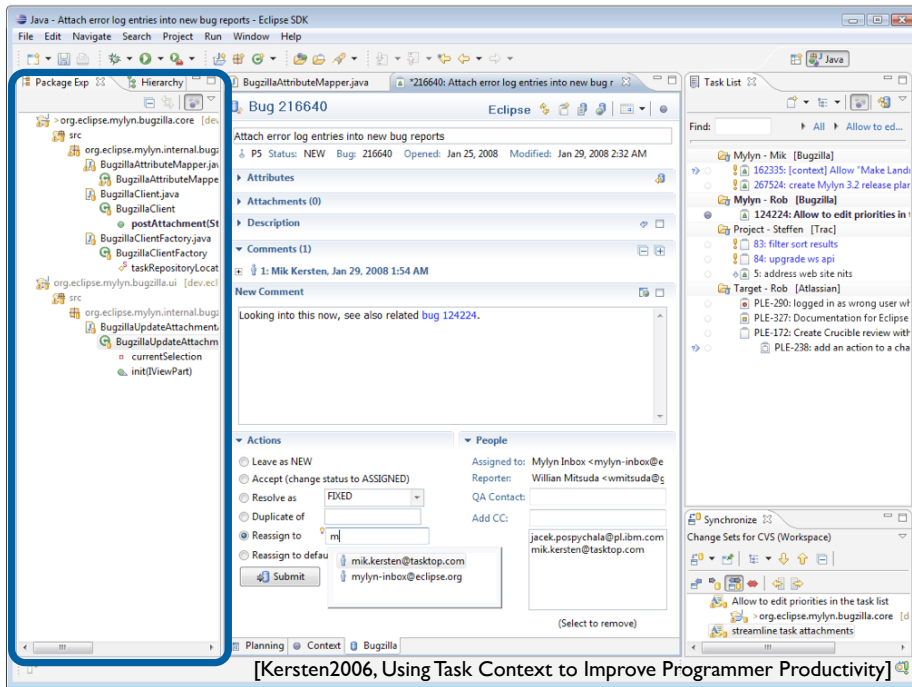 Java - Attach error log entries into new bug reports - Eclipse SDK
File Edit Navigate Search Project Run Window Help
Java
Package Exp
Hierarchy
>org.eclipse.mylyn.bugzilla.core [dev.
src
org.eclipse.mylyn.internal.bugz
BugzillaAttributeMapper.jav
BugzillaAttributeMappe
BugzillaClient.java
BugzillaClient
postAttachment(St
BugzillaClientFactory.java
BugzillaClientFactory
taskRepositoryLocat
org.eclipse.mylyn.bugzilla.ui [dev.ecl
src
org.eclipse.mylyn.internal.bugz
BugzillaUpdateAttachment
BugzillaUpdateAttachm
currentSelection
init(IViewPart)
BugzillaAttributeMapper.java
*216640: Attach error log entries into new bug r
Bug 216640
Eclipse
Attach error log entries into new bug reports
P5 Status: NEW Bug: 216640 Opened: Jan 25, 2008 Modified: Jan 29, 2008 2:32 AM
Attributes
Attachments (0)
Description
Comments (1)
1: Mik Kersten, Jan 29, 2008 1:54 AM
New Comment
Looking into this now, see also related bug 124224.
Actions
Leave as NEW
Accept (change status to ASSIGNED)
Resolve as FIXED
Duplicate of
Reassign to m
Reassign to defau
mik.kersten@tasktop.com
mylyn-inbox@eclipse.org
Submit
People
Assigned to: Mylyn Inbox <mylyn-inbox@e
Reporter: Willian Mitsuda <wmitsuda@g
QA Contact:
Add CC:
jacek.pospychala@pl.ibm.com
mik.kersten@tasktop.com
(Select to remove)
Planning Context Bugzilla
Task List
Find: All Allow to ed...
Mylyn - Mik [Bugzilla]
162335: [context] Allow "Make Landm
267524: create Mylyn 3.2 release plan
Mylyn - Rob [Bugzilla]
124224: Allow to edit priorities in t
Project - Steffen [Trac]
83: filter sort results
84: upgrade ws api
5: address web site nits
Target - Rob [Atlassian]
PLE-290: logged in as wrong user wh
PLE-327: Documentation for Eclipse
PLE-172: Create Crucible review with
PLE-238: add an action to a cha
Synchronize
Change Sets for CVS (Workspace)
Allow to edit priorities in the task list
>org.eclipse.mylyn.bugzilla.core [d
streamline task attachments
[Kersten2006, Using Task Context to Improve Programmer Productivity]